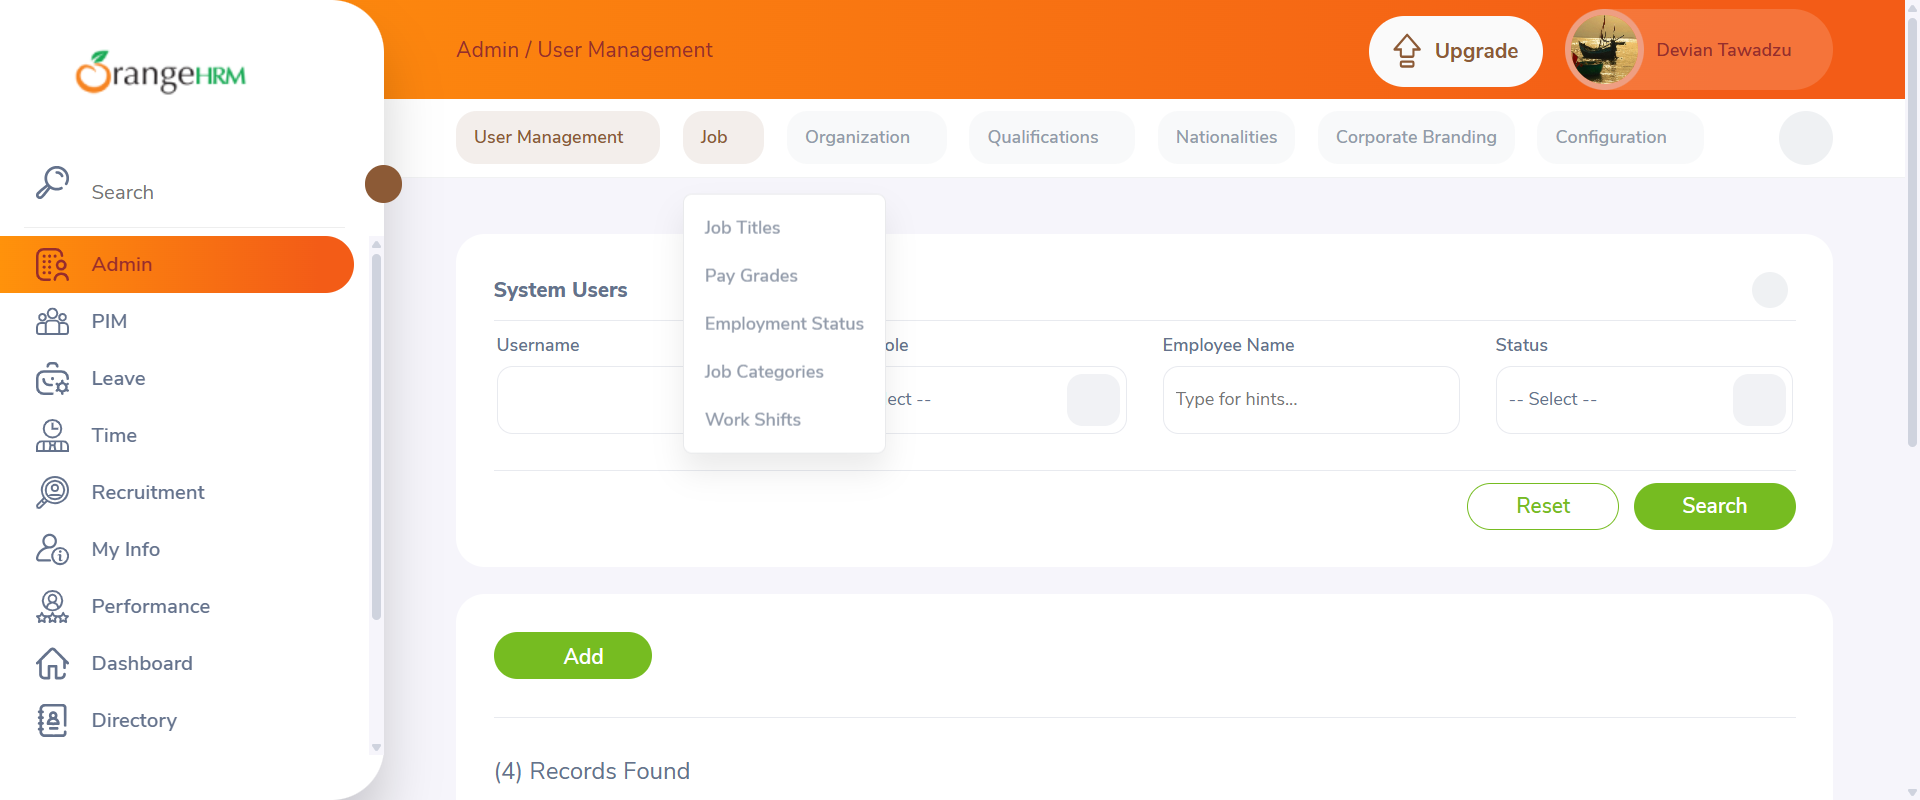 OrangeHRM
Search
Admin
PIM
Leave
Time
Recruitment
My Info
Performance
Dashboard
Directory
Admin / User Management
Upgrade
Devian Tawadzu
User Management
Job
Organization
Qualifications
Nationalities
Corporate Branding
Configuration
Job Titles
Pay Grades
Employment Status
Job Categories
Work Shifts
System Users
Username
ole
Employee Name
Status
ect --
Type for hints...
-- Select --
Reset
Search
Add
(4) Records Found